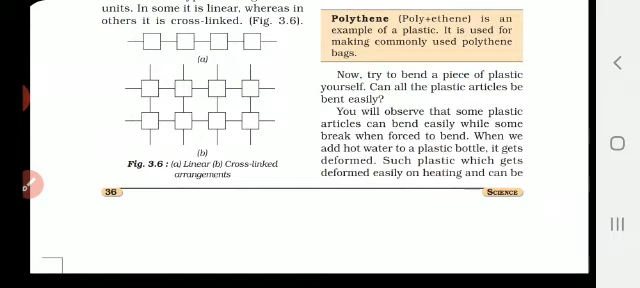 units. In some it is linear, whereas in
others it is cross-linked. (Fig. 3.6).
(a)
(b)
Fig. 3.6 : (a) Linear (b) Cross-linked
arrangements
Polythene (Poly+ethene) is an
example of a plastic. It is used for
making commonly used polythene
bags.
Now, try to bend a piece of plastic
yourself. Can all the plastic articles be
bent easily?
You will observe that some plastic
articles can bend easily while some
break when forced to bend. When we
add hot water to a plastic bottle, it gets
deformed. Such plastic which gets
deformed easily on heating and can be
36
SCIENCE